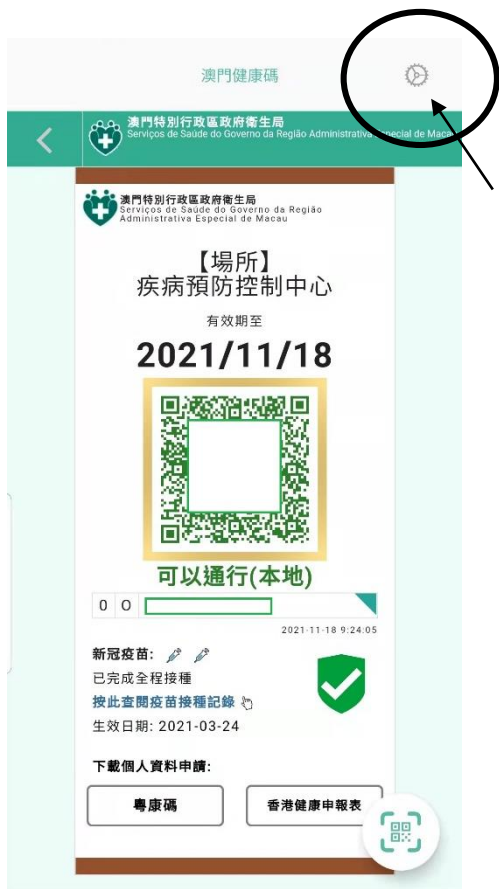 澳門健康碼
澳門特別行政區政府衛生局
Serviços de Saúde do Governo da Região Administrativa Especial de Maca
澳門特別行政區政府衛生局
Serviços de Saúde do Governo da Região
Administrativa Especial de Macau
【場所】
疾病預防控制中心
有效期至
2021/11/18
可以通行(本地)
0 O
2021-11-18 9:24:05
新冠疫苗:
已完成全程接種
按此查閱疫苗接種記錄
生效日期: 2021-03-24
下載個人資料申請:
粵康碼
香港健康申報表